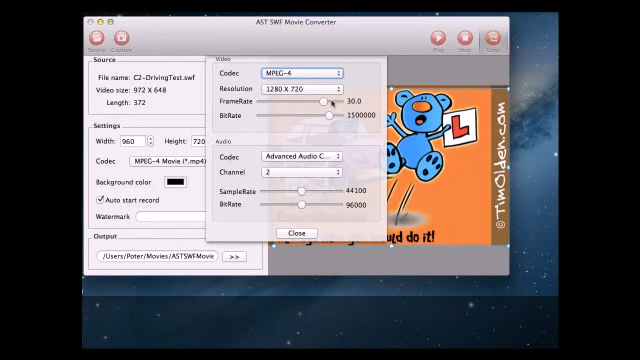 AST SWF Movie Converter
Source
Capture
Play
Stop
Crop
Source
File name: C2-DrivingTest.swf
Video size: 972 X 648
Length: 372
Settings
Width: 960
Height: 720
Codec
MPEG-4 Movie (*.mp4)
Background color
Auto start record
Watermark
Output
/Users/Poter/Movies/ASTSWFMovie
>>
Video
Codec
MPEG-4
Resolution
1280 X 720
FrameRate
30.0
BitRate
1500000
Audio
Codec
Advanced Audio C...
Channel
2
SampleRate
44100
BitRate
96000
Close
L
©TimOlden.com
would do it!